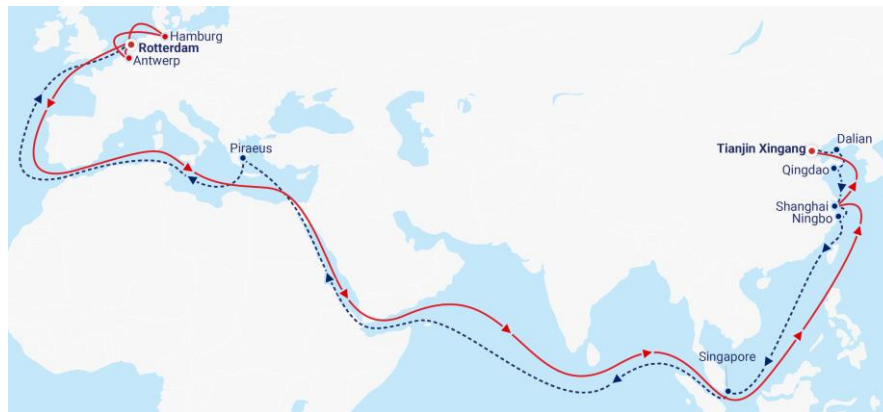 Hamburg
Rotterdam
Antwerp
Piraeus
Dalian
Tianjin Xingang
Qingdao
Shanghai
Ningbo
Singapore